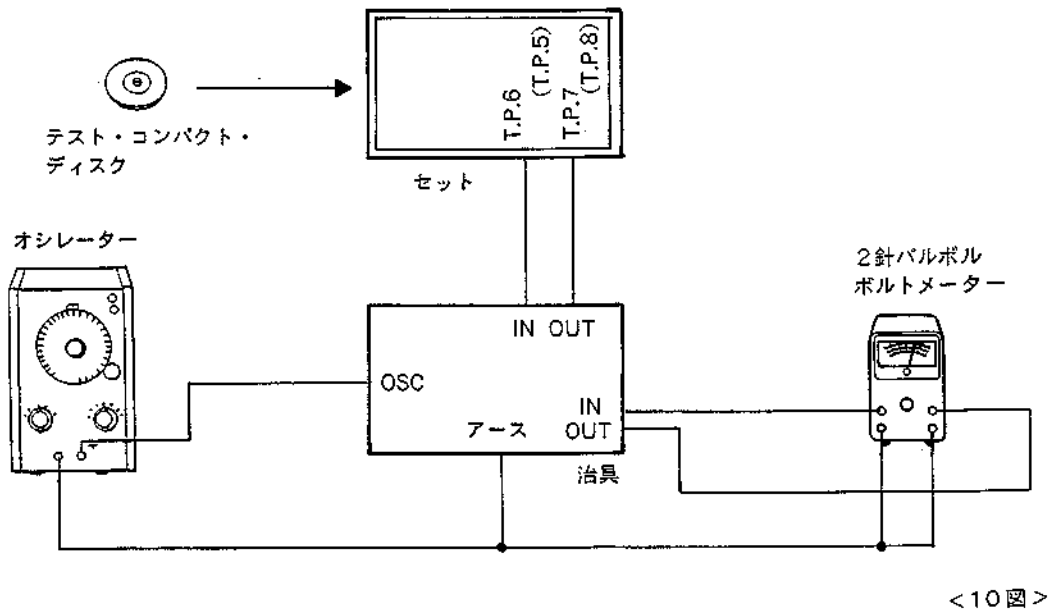 T.P.6
(T.P.5)
T.P.7
(T.P.8)
テスト・コンパクト・
ディスク
セット
オシレーター
2針バルボル
ボルトメーター
IN OUT
OSC
IN
アース OUT
治具
<10図>